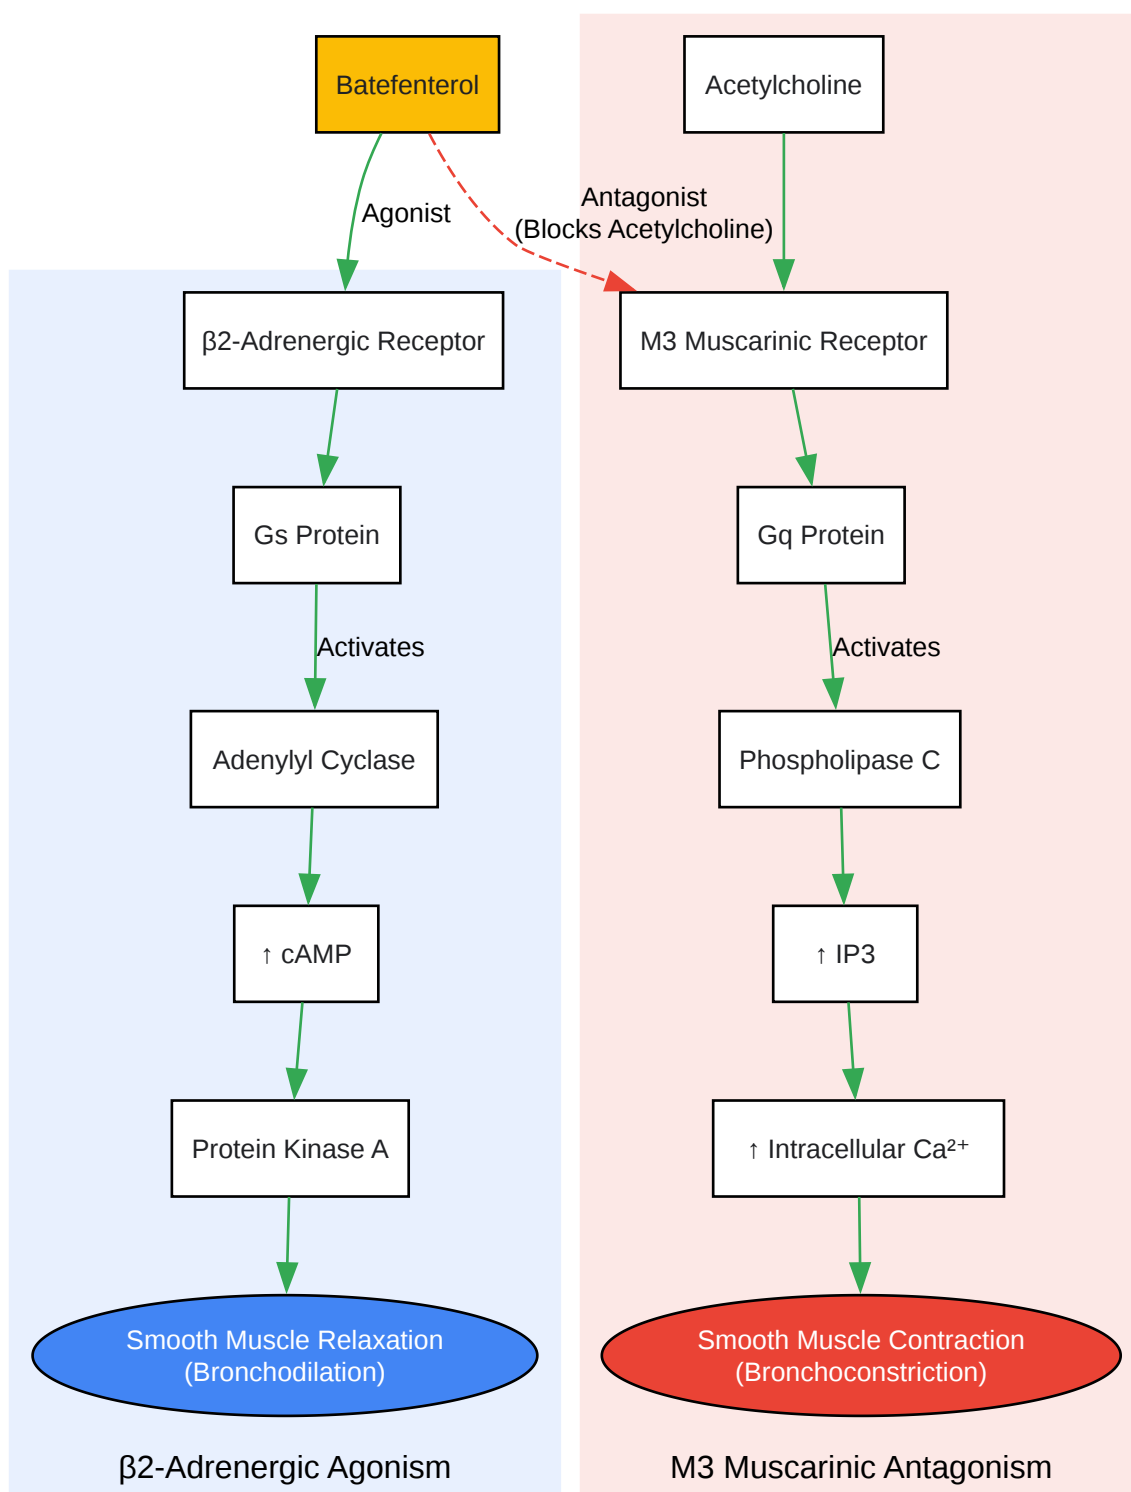 Batefenterol
Acetylcholine
Agonist
Antagonist
(Blocks Acetylcholine)
β2-Adrenergic Receptor
M3 Muscarinic Receptor
Gs Protein
Gq Protein
Activates
Activates
Adenylyl Cyclase
Phospholipase C
↑ cAMP
↑ IP3
Protein Kinase A
↑ Intracellular Ca²⁺
Smooth Muscle Relaxation
(Bronchodilation)
Smooth Muscle Contraction
(Bronchoconstriction)
β2-Adrenergic Agonism
M3 Muscarinic Antagonism